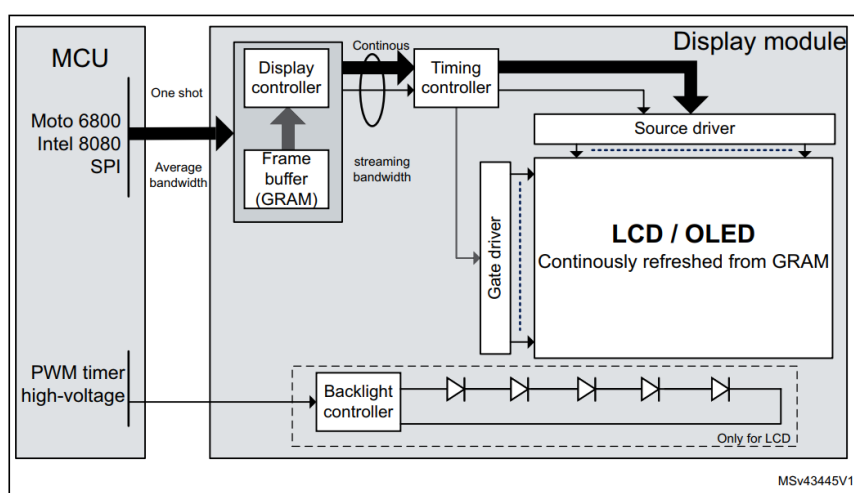 MCU
Display module
Moto 6800
Intel 8080
SPI
One shot
Average
bandwidth
Display
controller
Frame
buffer
(GRAM)
Continous
streaming
bandwidth
Timing
controller
Source driver
Gate driver
LCD / OLED
Continously refreshed from GRAM
PWM timer
high-voltage
Backlight
controller
Only for LCD
MSv43445V1